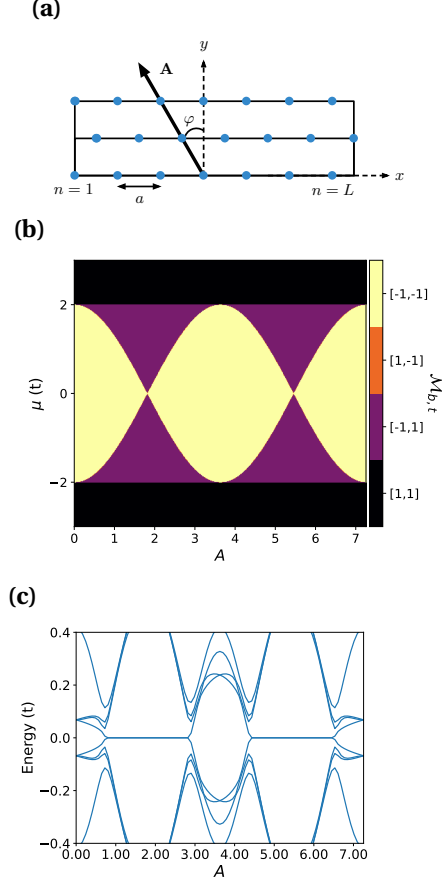 (a)
y
A
φ
x
n = 1
n = L
a
(b)
μ (t)
2
0
−2
0 1 2 3 4 5 6 7
A
[-1,-1]
[1,-1]
[-1,1]
[1,1]
ℳb,t
(c)
Energy (t)
0.4
0.2
0.0
−0.2
−0.4
0.00 1.00 2.00 3.00 4.00 5.00 6.00 7.00
A